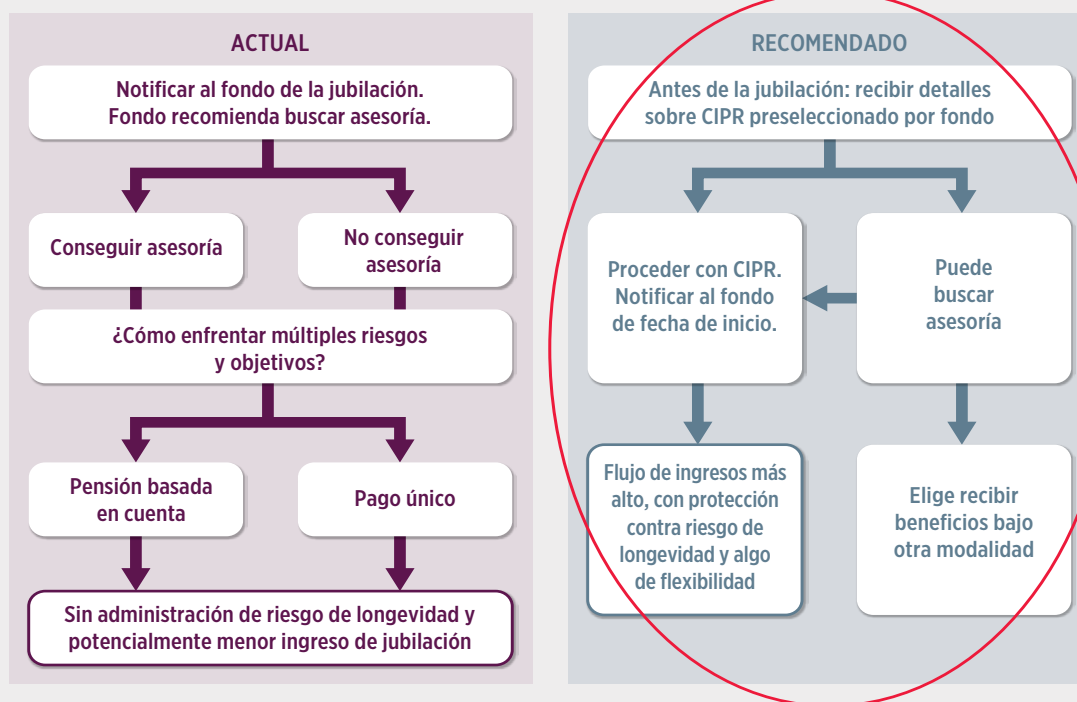 ACTUAL
Notificar al fondo de la jubilación.
Fondo recomienda buscar asesoría.
Conseguir asesoría
No conseguir
asesoría
¿Cómo enfrentar múltiples riesgos
y objetivos?
Pensión basada
en cuenta
Pago único
Sin administración de riesgo de longevidad y
potencialmente menor ingreso de jubilación
RECOMENDADO
Antes de la jubilación: recibir detalles
sobre CIPR preseleccionado por fondo
Proceder con CIPR.
Notificar al fondo
de fecha de inicio.
Puede
buscar
asesoría
Flujo de ingresos más
alto, con protección
contra riesgo de
longevidad y algo
de flexibilidad
Elige recibir
beneficios bajo
otra modalidad